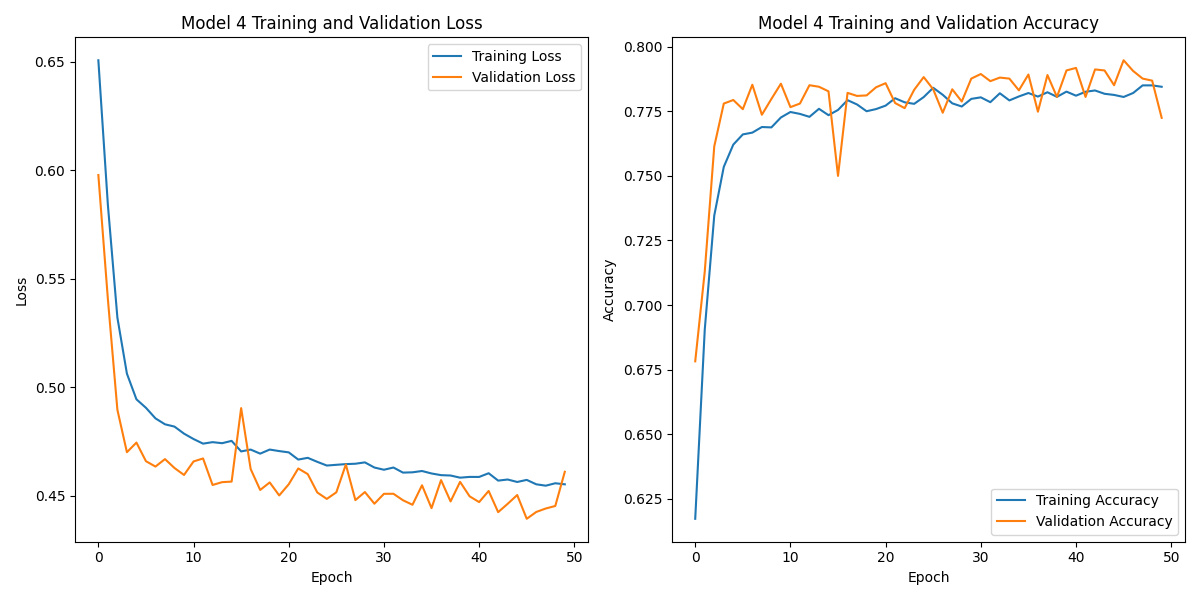 Model 4 Training and Validation Loss
Training Loss
Validation Loss
0.65
0.60
0.55
0.50
0.45
Loss
0
10
20
30
40
50
Epoch
Model 4 Training and Validation Accuracy
0.800
0.775
0.750
0.725
0.700
0.675
0.650
0.625
Accuracy
Training Accuracy
Validation Accuracy
0
10
20
30
40
50
Epoch